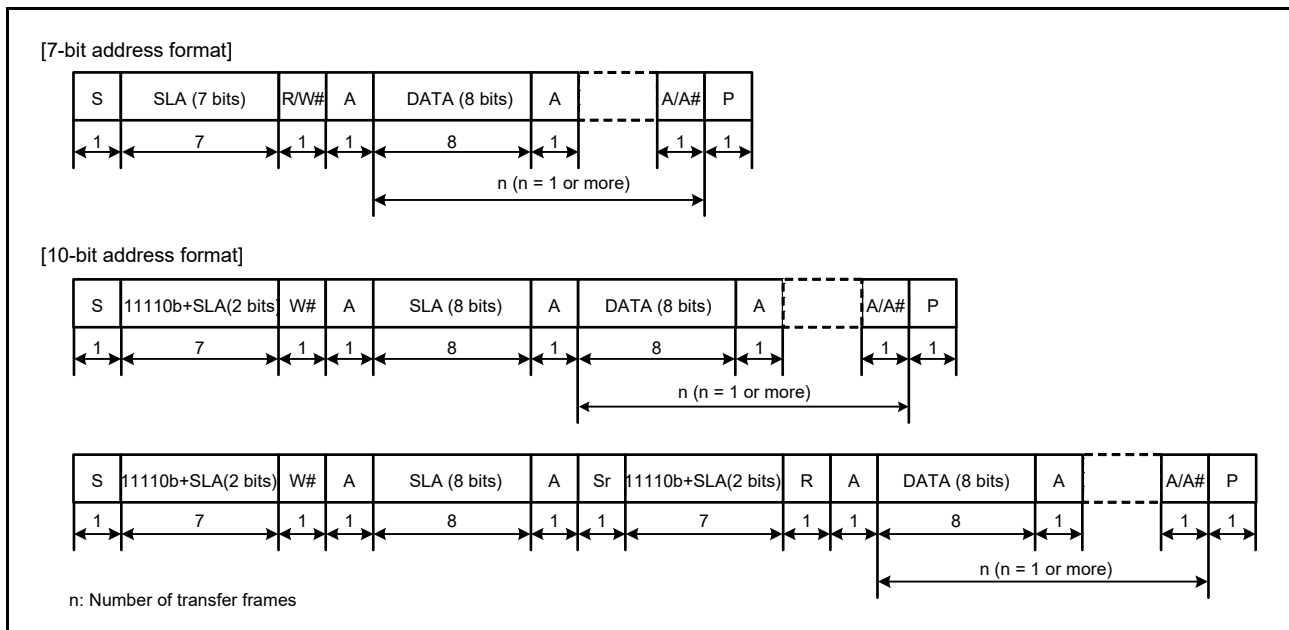 [7-bit address format]
S SLA (7 bits) R/W# A DATA (8 bits) A A/A# P
1 7 1 1 8 1 1 1
n (n = 1 or more)
[10-bit address format]
S 11110b+SLA(2 bits) W# A SLA (8 bits) A DATA (8 bits) A A/A# P
1 7 1 1 8 1 8 1 1 1
n (n = 1 or more)
S 11110b+SLA(2 bits) W# A SLA (8 bits) A Sr 11110b+SLA(2 bits) R A DATA (8 bits) A A/A# P
1 7 1 1 8 1 1 7 1 1 8 1 1 1
n (n = 1 or more)
n: Number of transfer frames